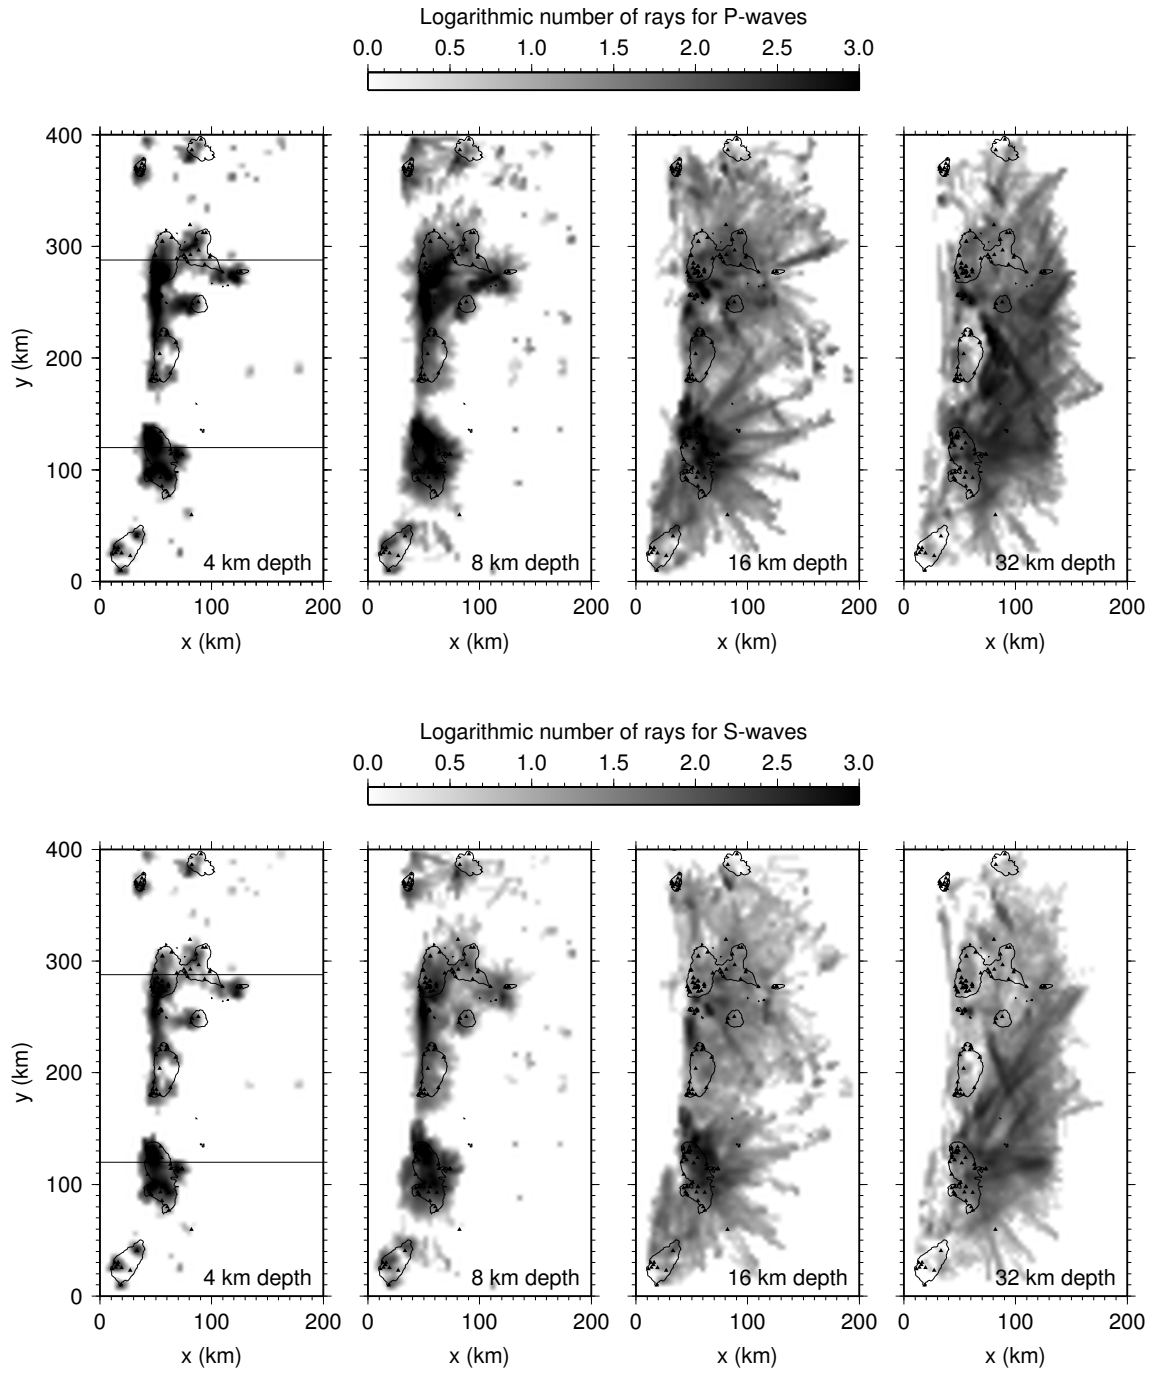 Logarithmic number of rays for P-waves
0.0 0.5 1.0 1.5 2.0 2.5 3.0
400
300
200
100
0
y (km)
4 km depth 8 km depth 16 km depth 32 km depth
0 100 200 0 100 200 0 100 200 0 100 200
x (km) x (km) x (km) x (km)
Logarithmic number of rays for S-waves
0.0 0.5 1.0 1.5 2.0 2.5 3.0
400
300
200
100
0
y (km)
4 km depth 8 km depth 16 km depth 32 km depth
0 100 200 0 100 200 0 100 200 0 100 200
x (km) x (km) x (km) x (km)